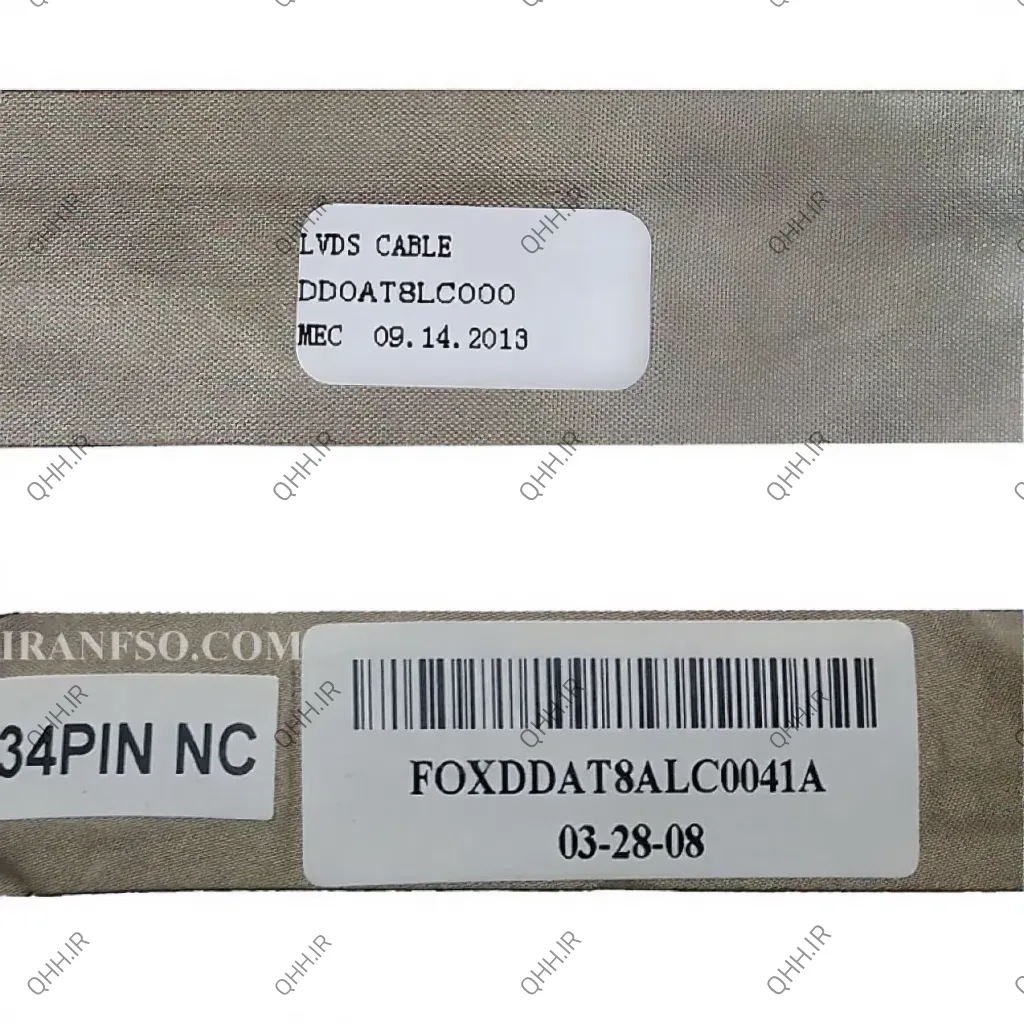 LVDS CABLE
DD0AT8LC000
MEC 09.14.2013
IRANFSO.COM
34PIN NC
FOXDDAT8ALC0041A
03-28-08
QHH.IR